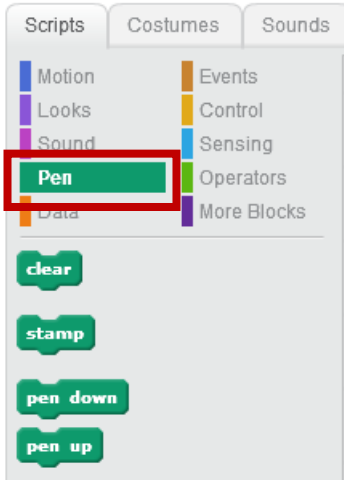 Scripts Costumes Sounds
Motion Events
Looks Control
Sound Sensing
Pen Operators
Data More Blocks
clear
stamp
pen down
pen up